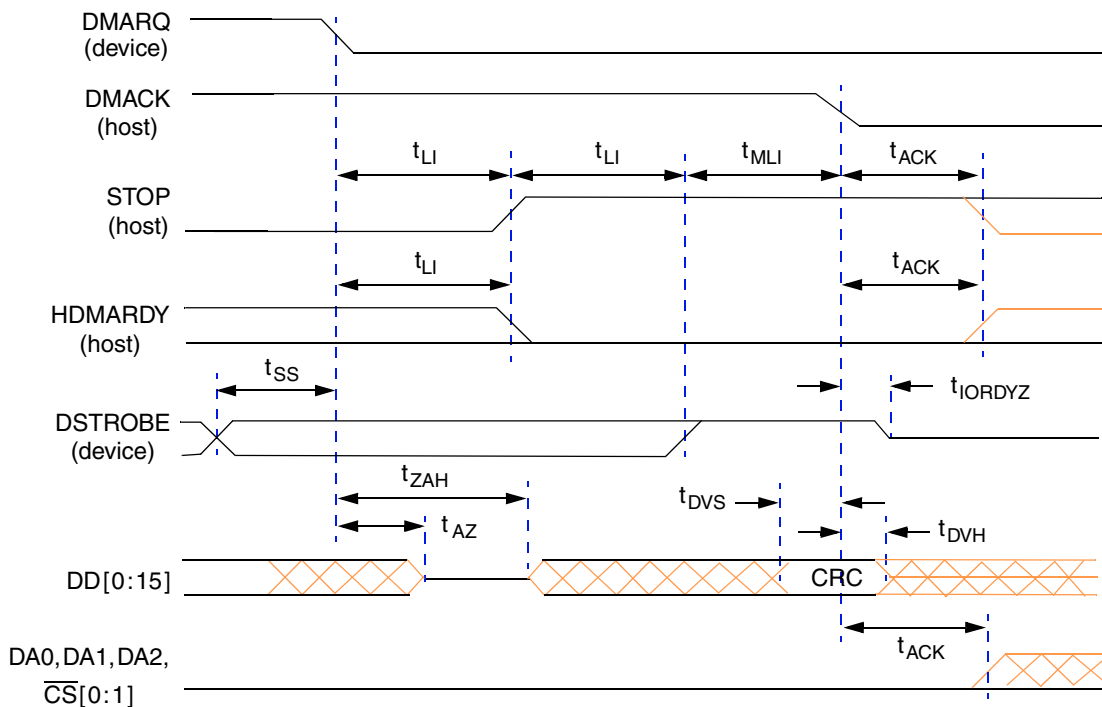 DMARQ
(device)
DMACK
(host)
tLI tLI tMLI tACK
STOP
(host)
tLI tACK
HDMARDY
(host)
tSS
tIORDYZ
DSTROBE
(device)
tZAH
tDVS
tAZ
tDVH
DD[0:15]
CRC
tACK
DA0,DA1,DA2,
CS[0:1]